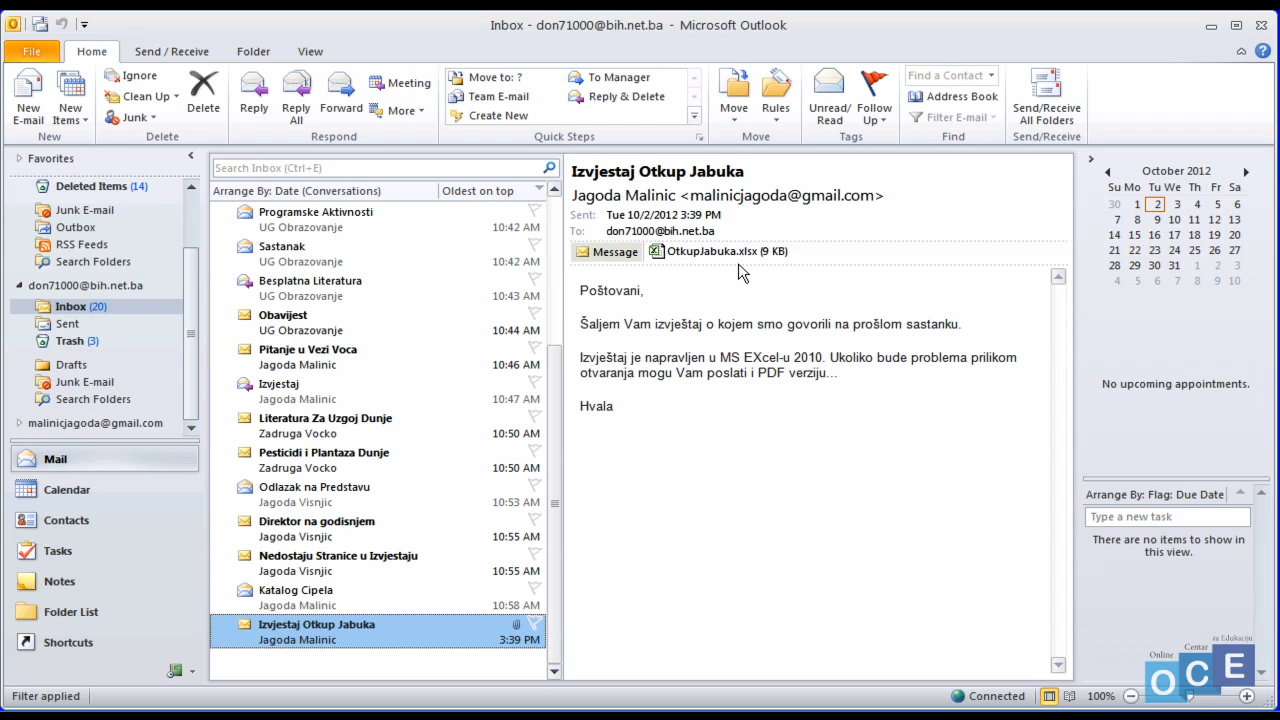 Inbox - don71000@bih.net.ba - Microsoft Outlook
File Home Send / Receive Folder View
New E-mail
New Items
New
Ignore
Clean Up
Junk
Delete
Delete
Reply
Reply All
Forward
Meeting
More
Respond
Move to: ?
Team E-mail
Create New
To Manager
Reply & Delete
Quick Steps
Move
Rules
Move
Unread/ Read
Follow Up
Tags
Find a Contact
Address Book
Filter E-mail
Find
Send/Receive All Folders
Send/Receive
Favorites
Deleted Items (14)
Junk E-mail
Outbox
RSS Feeds
Search Folders
don71000@bih.net.ba
Inbox (20)
Sent
Trash (3)
Drafts
Junk E-mail
Search Folders
malinicjagoda@gmail.com
Mail
Calendar
Contacts
Tasks
Notes
Folder List
Shortcuts
Search Inbox (Ctrl+E)
Arrange By: Date (Conversations) Oldest on top
Programske Aktivnosti
UG Obrazovanje 10:42 AM
Sastanak
UG Obrazovanje 10:42 AM
Besplatna Literatura
UG Obrazovanje 10:43 AM
Obavijest
UG Obrazovanje 10:44 AM
Pitanje u Vezi Voca
Jagoda Malinic 10:46 AM
Izvjestaj
Jagoda Malinic 10:47 AM
Literatura Za Uzgoj Dunje
Zadruga Vocko 10:50 AM
Pesticidi i Plantaza Dunje
Zadruga Vocko 10:50 AM
Odlazak na Predstavu
Jagoda Visnjic 10:53 AM
Direktor na godisnjem
Jagoda Visnjic 10:55 AM
Nedostaju Stranice u Izvjestaju
Jagoda Visnjic 10:55 AM
Katalog Cipela
Jagoda Malinic 10:58 AM
Izvjestaj Otkup Jabuka
Jagoda Malinic 3:39 PM
Izvjestaj Otkup Jabuka
Jagoda Malinic <malinicjagoda@gmail.com>
Sent: Tue 10/2/2012 3:39 PM
To: don71000@bih.net.ba
Message OtkupJabuka.xlsx (9 KB)
Poštovani,
Šaljem Vam izvještaj o kojem smo govorili na prošlom sastanku.
Izvještaj je napravljen u MS EXcel-u 2010. Ukoliko bude problema prilikom
otvaranja mogu Vam poslati i PDF verziju...
Hvala
October 2012
Su Mo Tu We Th Fr Sa
30 1 2 3 4 5 6
7 8 9 10 11 12 13
14 15 16 17 18 19 20
21 22 23 24 25 26 27
28 29 30 31 1 2 3
4 5 6 7 8 9 10
No upcoming appointments.
Arrange By: Flag: Due Date
Type a new task
There are no items to show in
this view.
za Edukaciju
Centar
Online
OCE
Filter applied
Connected
100%